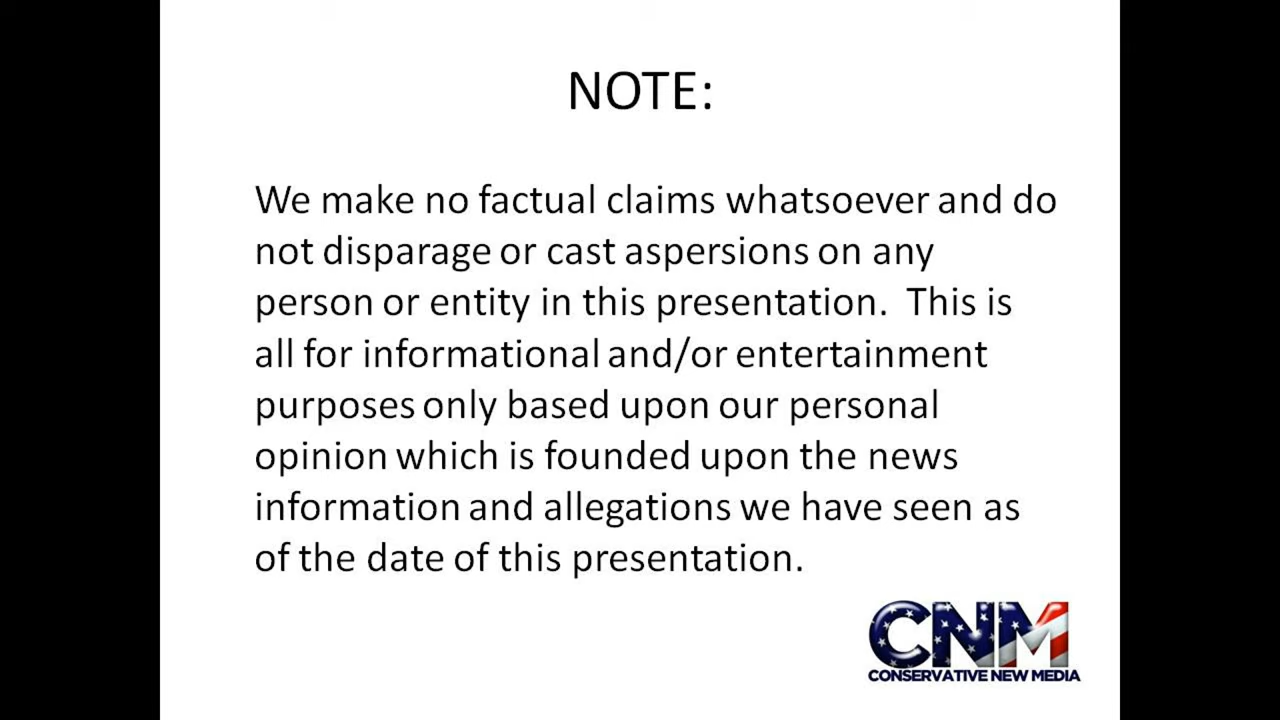 NOTE:
We make no factual claims whatsoever and do
not disparage or cast aspersions on any
person or entity in this presentation.  This is
all for informational and/or entertainment
purposes only based upon our personal
opinion which is founded upon the news
information and allegations we have seen as
of the date of this presentation.
CNM
CONSERVATIVE NEW MEDIA